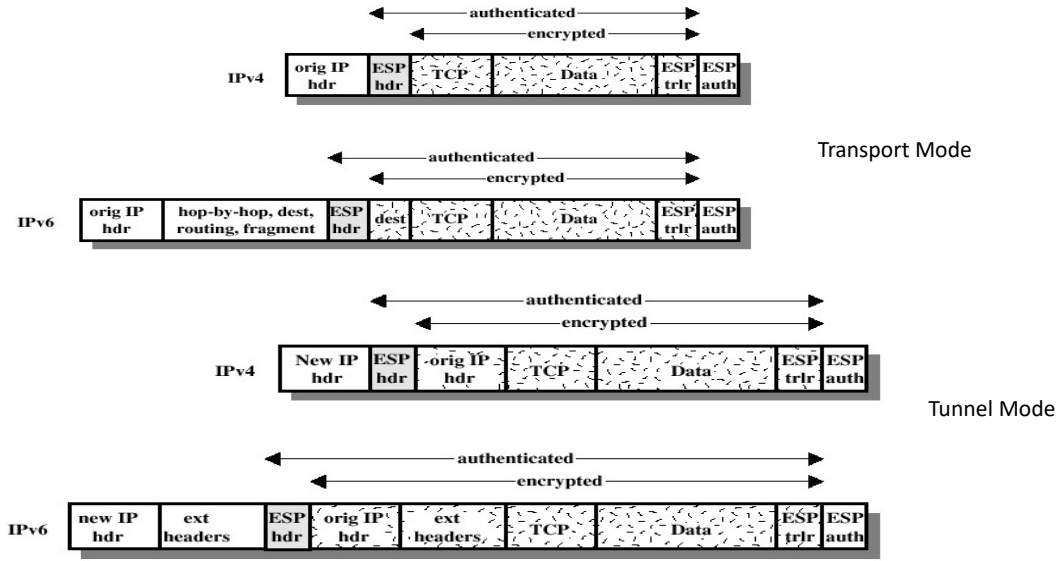 authenticated
encrypted
IPv4
orig IP hdr
ESP hdr
TCP
Data
ESP trlr
ESP auth
Transport Mode
authenticated
encrypted
IPv6
orig IP hdr
hop-by-hop, dest, routing, fragment
ESP hdr
dest
TCP
Data
ESP trlr
ESP auth
authenticated
encrypted
IPv4
New IP hdr
ESP hdr
orig IP hdr
TCP
Data
ESP trlr
ESP auth
Tunnel Mode
authenticated
encrypted
IPv6
new IP hdr
ext headers
ESP hdr
orig IP hdr
ext headers
TCP
Data
ESP trlr
ESP auth